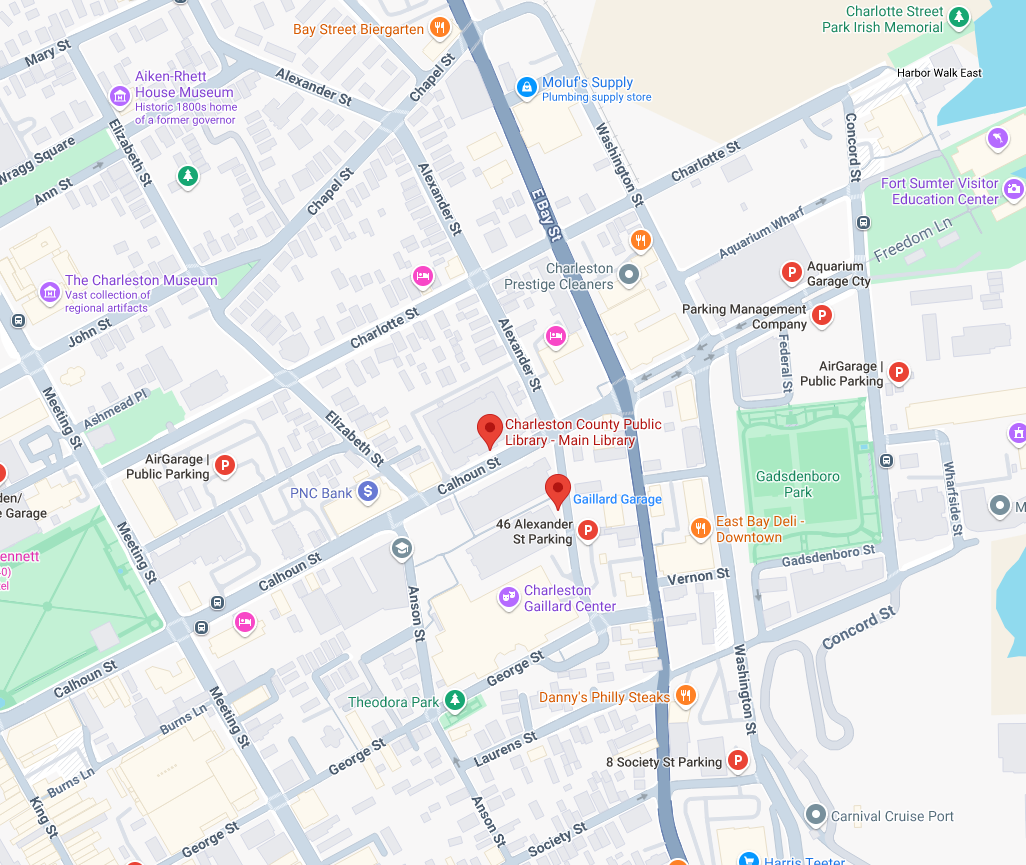 Bay Street Biergarten
Charlotte Street
Park Irish Memorial
Mary St
Chapel St
Harbor Walk East
Aiken-Rhett
House Museum
Historic 1800s home
of a former governor
Alexander St
Moluf's Supply
Plumbing supply store
Wragg Square
Elizabeth St
Washington St
Concord St
Charlotte St
Ann St
Chapel St
Alexander St
E Bay St
Fort Sumter Visitor
Education Center
Aquarium Wharf
Freedom Ln
The Charleston Museum
Vast collection of
regional artifacts
Charleston
Prestige Cleaners
P
Aquarium
Garage Cty
John St
Charlotte St
Parking Management
Company
P
Alexander St
Federal St
AirGarage |
Public Parking
P
Meeting St
Ashmead Pl
Elizabeth St
Charleston County Public
Library - Main Library
AirGarage |
Public Parking
P
Calhoun St
Gadsdenboro
Park
Wharfside St
den/
e Garage
PNC Bank
$
Gaillard Garage
46 Alexander
St Parking
P
East Bay Deli -
Downtown
M
Meeting St
ennett
40)
tel
Calhoun St
Gadsdenboro St
Vernon St
Anson St
Charleston
Gaillard Center
Concord St
Calhoun St
George St
Washington St
Theodora Park
Danny's Philly Steaks
Burns Ln
Meeting St
George St
Laurens St
8 Society St Parking
P
Burns Ln
King St
George St
Anson St
Society St
Carnival Cruise Port
Harris Teeter